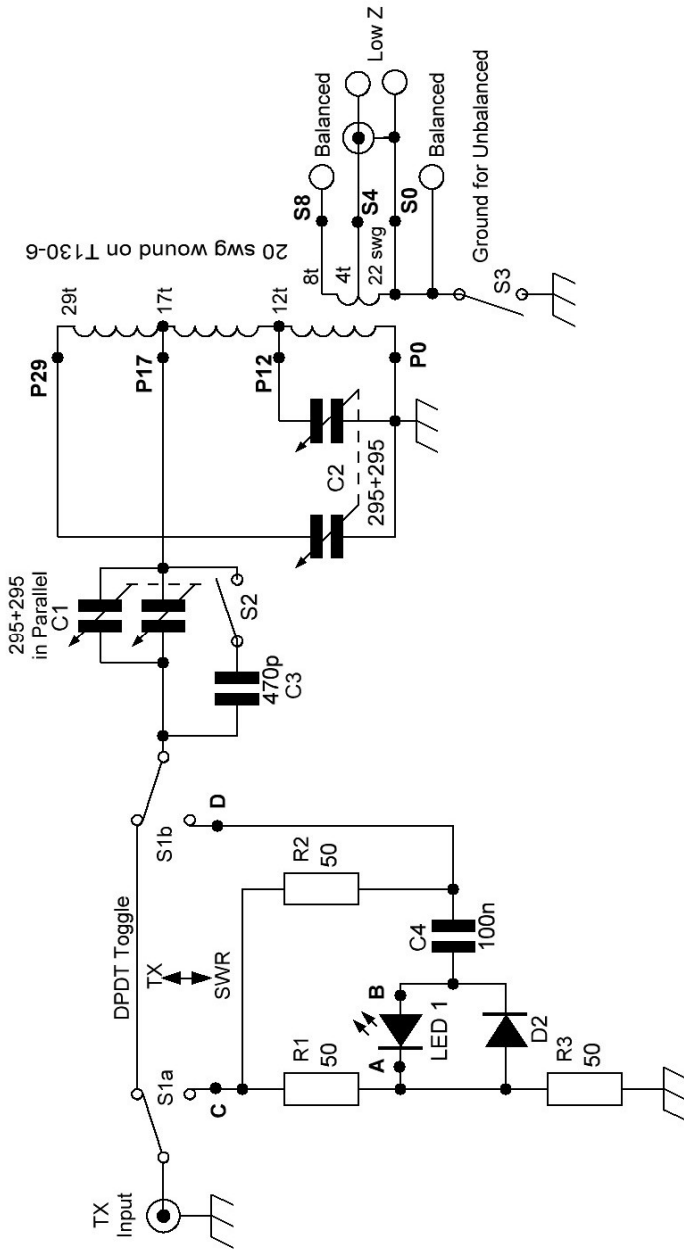 TX
Input
S1a
C
DPDT Toggle
TX
SWR
S1b
D
R1
50
A
B
LED 1
D2
R3
50
C4
100n
R2
50
470p
C3
S2
295+295
in Parallel
C1
C2
295+295
P29
P17
P12
P0
29t
17t
12t
20 swg wound on T130-6
8t
4t
22 swg
S8
S4
S0
Balanced
Low Z
Balanced
Ground for Unbalanced
S3